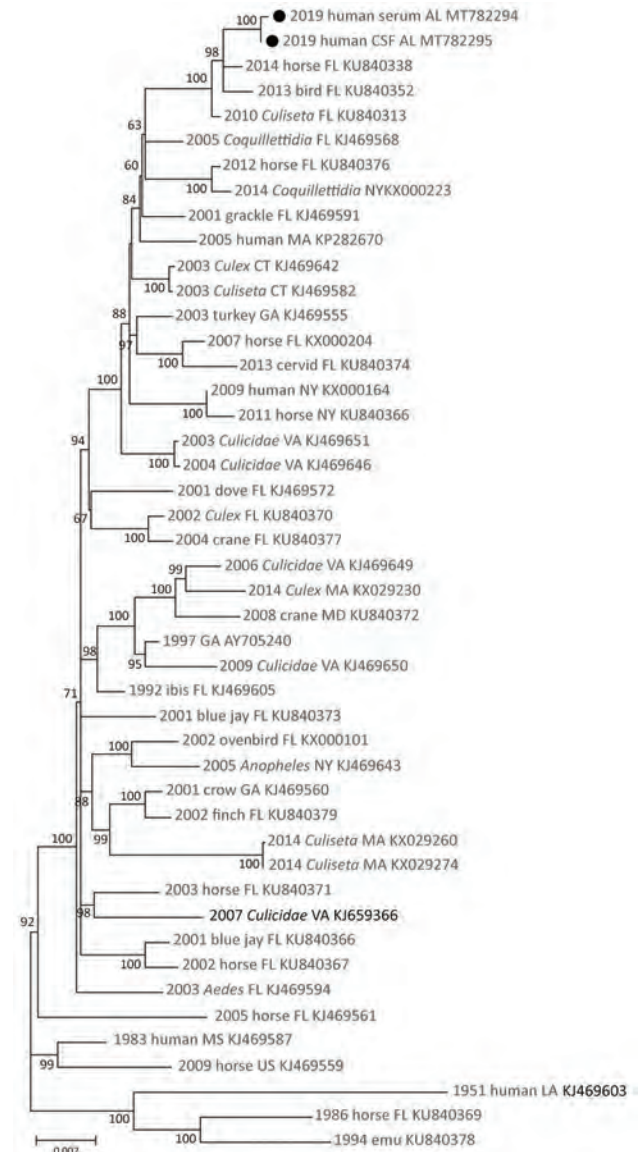 100
2019 human serum AL MT782294
2019 human CSF AL MT782295
98
2014 horse FL KU840338
100
2013 bird FL KU840352
2010 Culiseta FL KU840313
63
2005 Coquillettidia FL KJ469568
60
2012 horse FL KU840376
100
2014 Coquillettidia NYKX000223
84
2001 grackle FL KJ469591
2005 human MA KP282670
2003 Culex CT KJ469642
100
2003 Culiseta CT KJ469582
88
2003 turkey GA KJ469555
97
2007 horse FL KX000204
100
2013 cervid FL KU840374
100
2009 human NY KX000164
100
2011 horse NY KU840366
94
2003 Culicidae VA KJ469651
100
2004 Culicidae VA KJ469646
2001 dove FL KJ469572
67
2002 Culex FL KU840370
100
2004 crane FL KU840377
99
2006 Culicidae VA KJ469649
100
2014 Culex MA KX029230
100
2008 crane MD KU840372
1997 GA AY705240
98
95
2009 Culicidae VA KJ469650
71
1992 ibis FL KJ469605
2001 blue jay FL KU840373
100
2002 ovenbird FL KX000101
2005 Anopheles NY KJ469643
88
100
2001 crow GA KJ469560
2002 finch FL KU840379
99
2014 Culiseta MA KX029260
100
100
2014 Culiseta MA KX029274
2003 horse FL KU840371
98
2007 Culicidae VA KJ659366
92
2001 blue jay FL KU840366
100
2002 horse FL KU840367
2003 Aedes FL KJ469594
2005 horse FL KJ469561
1983 human MS KJ469587
99
2009 horse US KJ469559
1951 human LA KJ469603
100
1986 horse FL KU840369
100
1994 emu KU840378